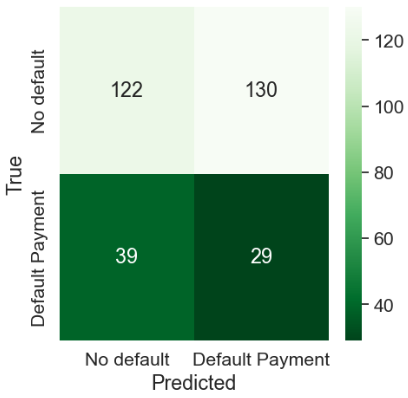 No default
Default Payment
True
122 130
39 29
No default Default Payment
Predicted
120
100
80
60
40